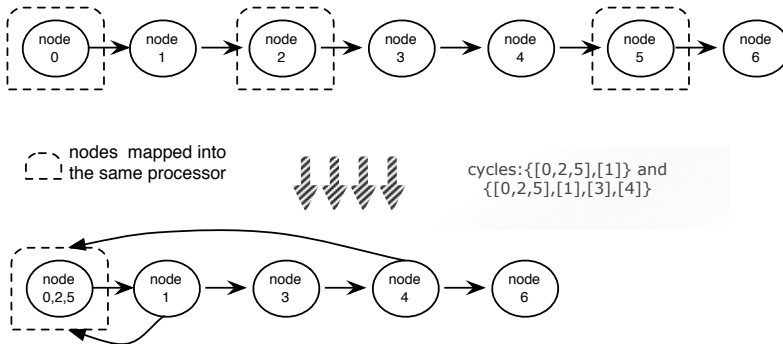 node
0
node
1
node
2
node
3
node
4
node
5
node
6
nodes mapped into
the same processor
cycles:{[0,2,5],[1]} and
{[0,2,5],[1],[3],[4]}
node
0,2,5
node
1
node
3
node
4
node
6